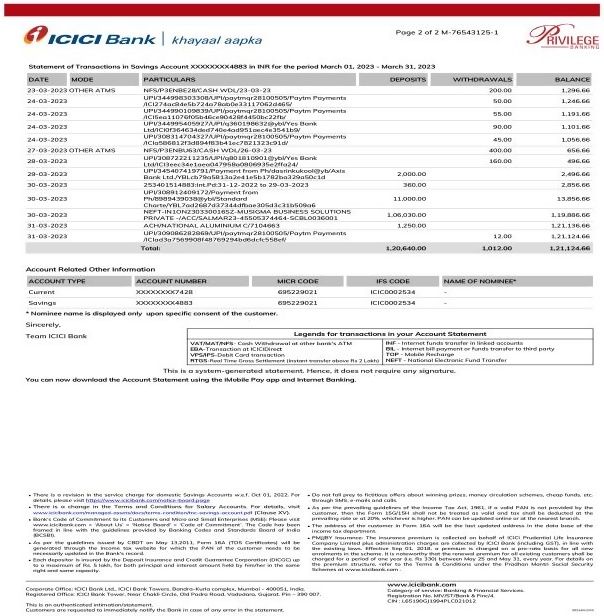 ICICI Bank | khayaal aapka
Page 2 of 2 M-76543125-1
PRIVILEGE
BANKING
Statement of Transactions in Savings Account XXXXXXXX4883 in INR for the period March 01, 2023 - March 31, 2023
DATE MODE PARTICULARS DEPOSITS WITHDRAWALS BALANCE
23-03-2023 OTHER ATMS NFS/P3ENBE28/CASH WDL/23-03-23 200.00 1,296.66
24-03-2023 UPI/344998303308/UPI/paytmqr28100505/Paytm Payments 50.00 1,246.66
24-03-2023 UPI/344990109839/UPI/paytmqr28100505/Paytm Payments 55.00 1,191.66
24-03-2023 UPI/344995405927/UPI/q360198632@ybl/Yes Bank 90.00 1,101.66
24-03-2023 UPI/308314704327/UPI/paytmqr28100505/Paytm Payments 45.00 1,056.66
27-03-2023 OTHER ATMS NFS/P3ENBU63/CASH WDL/26-03-23 400.00 656.66
28-03-2023 UPI/308722211235/UPI/q801810901@ybl/Yes Bank 160.00 496.66
29-03-2023 UPI/345407419791/Payment from Ph/dasrinkukool@ybl/Axis 2,000.00 2,496.66
30-03-2023 253401514883:Int.Pd:31-12-2022 to 29-03-2023 360.00 2,856.66
30-03-2023 UPI/308912409172/Payment from
Ph/8989439038@ybl/Standard 11,000.00 13,856.66
30-03-2023 NEFT-N10N2303300165Z-MUSIGMA BUSINESS SOLUTIONS 1,06,030.00 1,19,886.66
PRIVATE -/ACC/SALMAR23-45505374464-SCBL0036001
31-03-2023 ACH/NATIONAL ALUMINIUM C/7104663 1,250.00 1,21,136.66
31-03-2023 UPI/309086282869/UPI/paytmqr28100505/Paytm Payments 12.00 1,21,124.66
Total: 1,20,640.00 1,012.00 1,21,124.66
Account Related Other Information
ACCOUNT TYPE ACCOUNT NUMBER MICR CODE IFS CODE NAME OF NOMINEE*
Current XXXXXXXX7428 695229021 ICIC0002534 -
Savings XXXXXXXX4883 695229021 ICIC0002534 -
* Nominee name is displayed only upon specific consent of the customer.
Sincerely,
Team ICICI Bank
Legends for transactions in your Account Statement
VAT/MAT/NFS- Cash Withdrawal at other bank's ATM INF - Internet funds transfer in linked accounts
EBA-Transaction at ICICIDirect BIL - Internet bill payment or funds transfer to third party
VPS/IPS-Debit Card transaction TOP - Mobile Recharge
RTGS-Real Time Gross Settlement (Instant transfer above Rs 2 Lakh) NEFT - National Electronic Fund Transfer
This is a system-generated statement. Hence, it does not require any signature.
You can now download the Account Statement using the iMobile Pay app and Internet Banking.
• There is a revision in the service charge for domestic Savings Accounts w.e.f. Oct 01, 2022. For
details, please visit https://www.icicibank.com/notice-board.page
• There is a change in the Terms and Conditions for Salary Accounts. For details, visit
www.icicibank.com/managed-assets/docs/terms-conditions-savings-account.pdf (Clause XV).
• Bank's Code of Commitment to its Customers and Micro and Small Enterprises (MSE): Please visit
www.icicibank.com < 'About Us' < 'Notice Board' < 'Code of Commitment'. The Code has been
framed in line with the guidelines provided by Banking Codes and Standards Board of India
(BCSBI).
• As per the guidelines issued by CBDT on May 13,2011, Form 16A (TDS Certificates) will be
generated through the income tax website for which the PAN of the customer needs to be
necessarily updated in the Bank's record.
• Each depositor is insured by the Deposit Insurance and Credit Guarantee Corporation (DICGC) up
to a maximum of Rs. 5 lakh, for both principal and interest amount held by him/her in the same
right and same capacity.
• Do not fall prey to fictitious offers about winning prizes, money circulation schemes, cheap funds, etc.
through SMS, e-mails and calls.
• As per the prevailing guidelines of the Income Tax Act, 1961, if a valid PAN is not provided by the
customer, then the Form 15G/15H shall not be treated as valid and tax shall be deducted at the
prevailing rate or at 20%, whichever is higher. PAN can be updated online or at the nearest branch.
• The address of the customer in Form 16A will be the last updated address in the data base of the
income tax department.
• PMJJBY Insurance: The insurance premium is collected on behalf of ICICI Prudential Life Insurance
Company Limited plus administration charges are collected by ICICI Bank (including GST), in line with
the existing laws. Effective Sep 01, 2018, a premium is charged on a pro-rata basis for all new
enrolments in the scheme. It is noteworthy that the renewal premium for all existing customers shall be
charged for a period of one year (i.e. Rs 330) between May 25 and May 31, every year. For details on
the premium structure, refer to the Terms & Conditions under the Pradhan Mantri Social Security
Schemes at www.icicibank.com .
Corporate Office: ICICI Bank Ltd, ICICI Bank Towers, Bandra-Kurla complex, Mumbai - 400051, India.
Registered Office: ICICI Bank Tower, Near Chakli Circle, Old Padra Road, Vadodara, Gujarat. Pin - 390 007.
This is an authenticated intimation/statement.
Customers are requested to immediately notify the Bank in case of any error in the statement.
www.icicibank.com
Category of service: Banking & Financial Services.
Registration No. MIV/ST/Bank & Fin/4
CIN : L65190GJ1994PLC021012